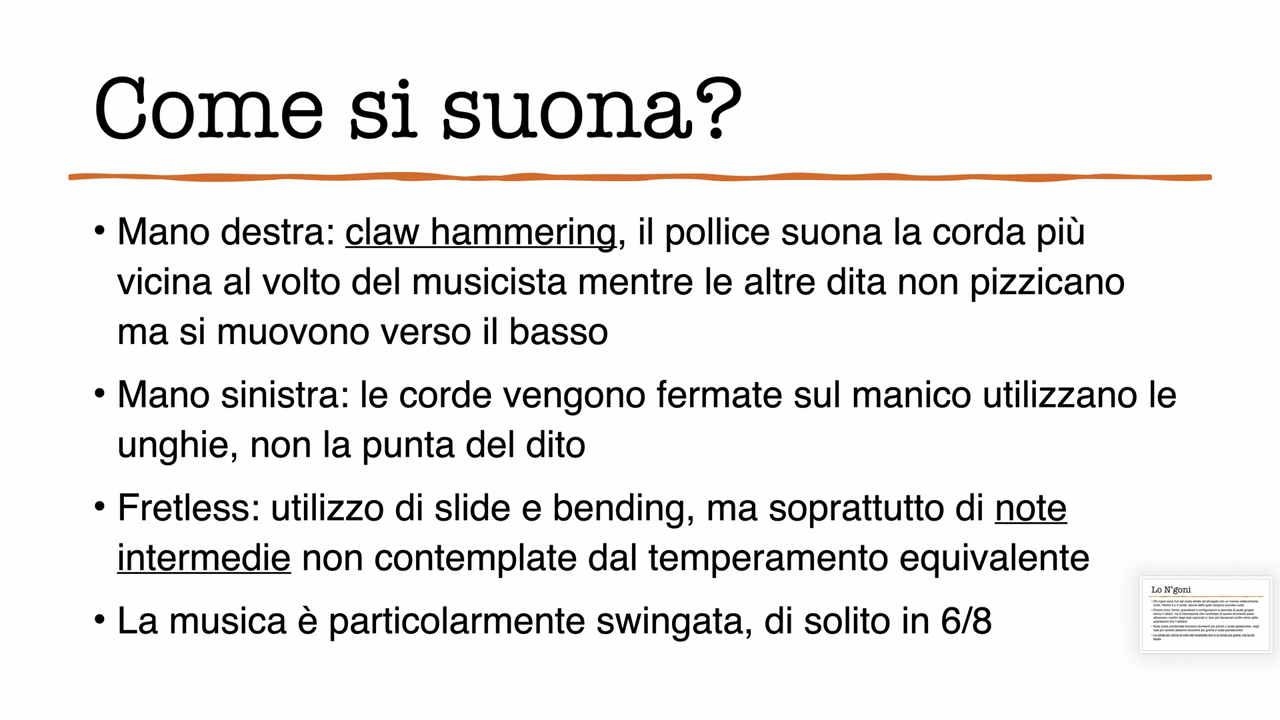 Come si suona?
• Mano destra: claw hammering, il pollice suona la corda più
vicina al volto del musicista mentre le altre dita non pizzicano
ma si muovono verso il basso
• Mano sinistra: le corde vengono fermate sul manico utilizzano le
unghie, non la punta del dito
• Fretless: utilizzo di slide e bending, ma soprattutto di note
intermedie non contemplate dal temperamento equivalente
• La musica è particolarmente swingata, di solito in 6/8
Lo N'goni